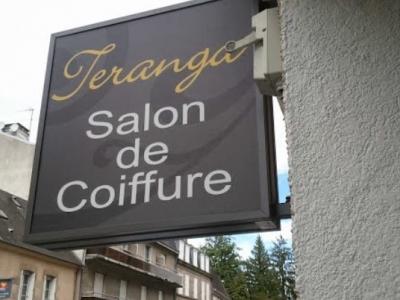 Teranga
Salon
de
Coiffure